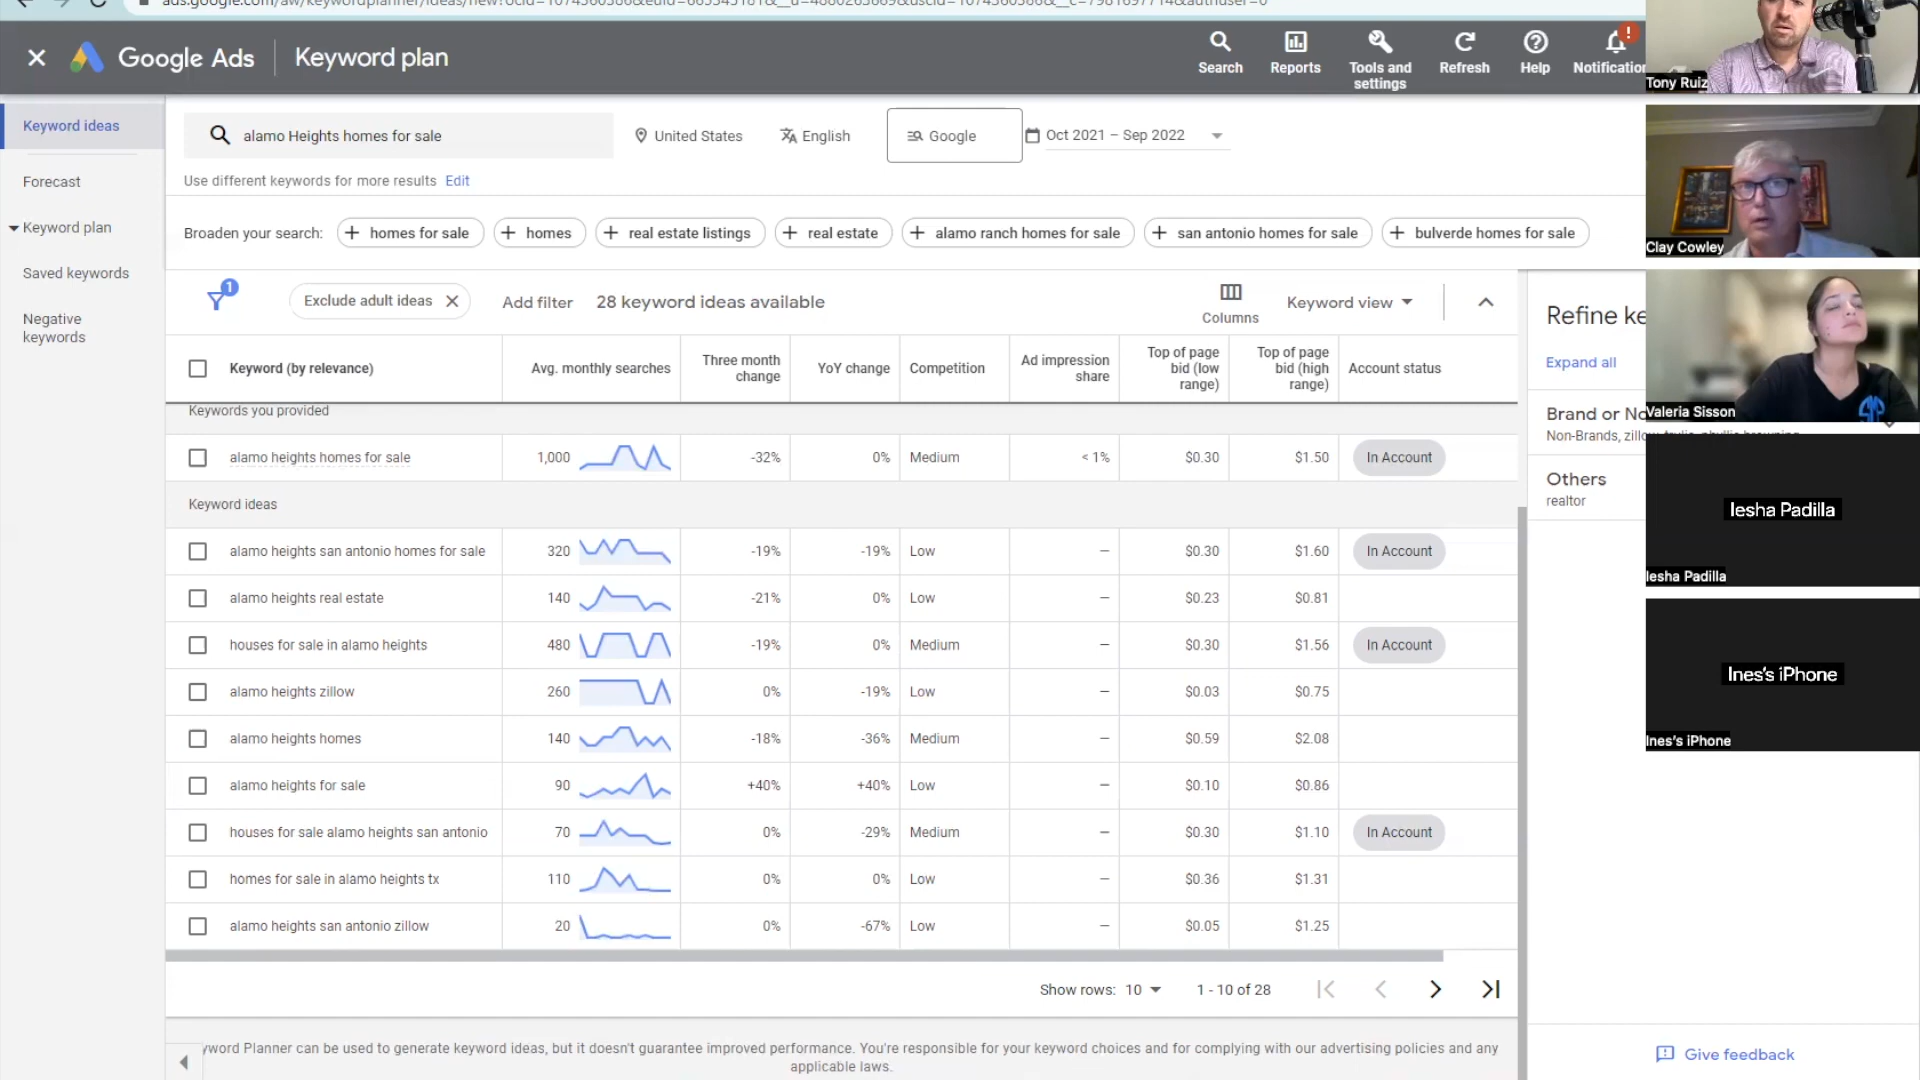 Google Ads
Keyword plan
Search
Reports
Tools and
settings
Refresh
Help
Notification
!
Tony Ruiz
Keyword ideas
Forecast
Keyword plan
Saved keywords
Negative
keywords
alamo Heights homes for sale
United States
English
Google
Oct 2021 – Sep 2022
Use different keywords for more results Edit
Broaden your search:
homes for sale
homes
real estate listings
real estate
alamo ranch homes for sale
san antonio homes for sale
bulverde homes for sale
1
Exclude adult ideas
Add filter
28 keyword ideas available
Columns
Keyword view
Keyword (by relevance)
Avg. monthly searches
Three month
change
YoY change
Competition
Ad impression
share
Top of page
bid (low
range)
Top of page
bid (high
range)
Account status
Keywords you provided
alamo heights homes for sale 1,000 -32% 0% Medium < 1% $0.30 $1.50 In Account
Keyword ideas
alamo heights san antonio homes for sale 320 -19% -19% Low – $0.30 $1.60 In Account
alamo heights real estate 140 -21% 0% Low – $0.23 $0.81
houses for sale in alamo heights 480 -19% 0% Medium – $0.30 $1.56 In Account
alamo heights zillow 260 0% -19% Low – $0.03 $0.75
alamo heights homes 140 -18% -36% Medium – $0.59 $2.08
alamo heights for sale 90 +40% +40% Low – $0.10 $0.86
houses for sale alamo heights san antonio 70 0% -29% Medium – $0.30 $1.10 In Account
homes for sale in alamo heights tx 110 0% 0% Low – $0.36 $1.31
alamo heights san antonio zillow 20 0% -67% Low – $0.05 $1.25
Show rows: 10
1 - 10 of 28
yword Planner can be used to generate keyword ideas, but it doesn't guarantee improved performance. You're responsible for your keyword choices and for complying with our advertising policies and any
applicable laws.
Refine ke
Expand all
Brand or No
Non-Brands,
Others
realtor
Clay Cowley
Valeria Sisson
Iesha Padilla
Iesha Padilla
Ines's iPhone
Ines's iPhone
Give feedback